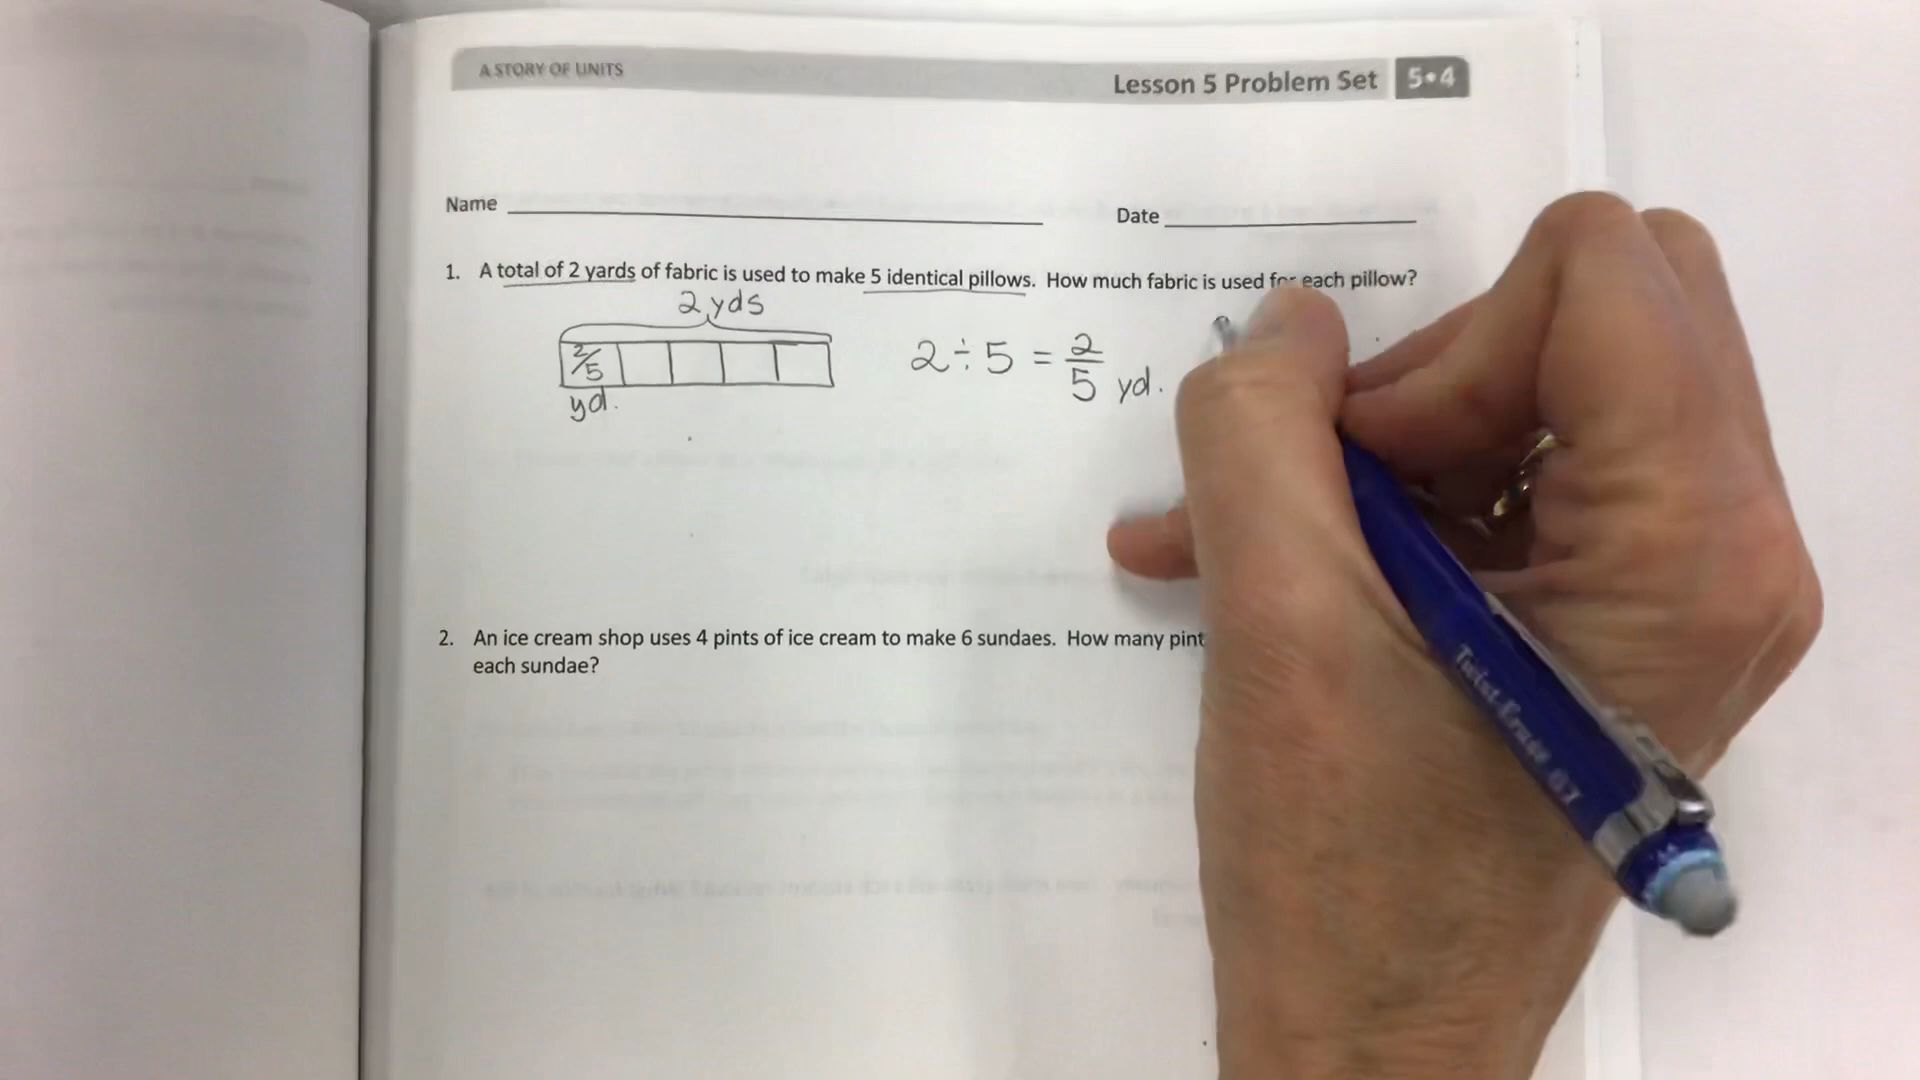 A STORY OF UNITS
Lesson 5 Problem Set 5•4
Name
Date
1. A total of 2 yards of fabric is used to make 5 identical pillows. How much fabric is used for each pillow?
2 yds
2/5
yd.
2 ÷ 5 = 2/5 yd.
2. An ice cream shop uses 4 pints of ice cream to make 6 sundaes. How many pint
each sundae?
Twist-Erase GT